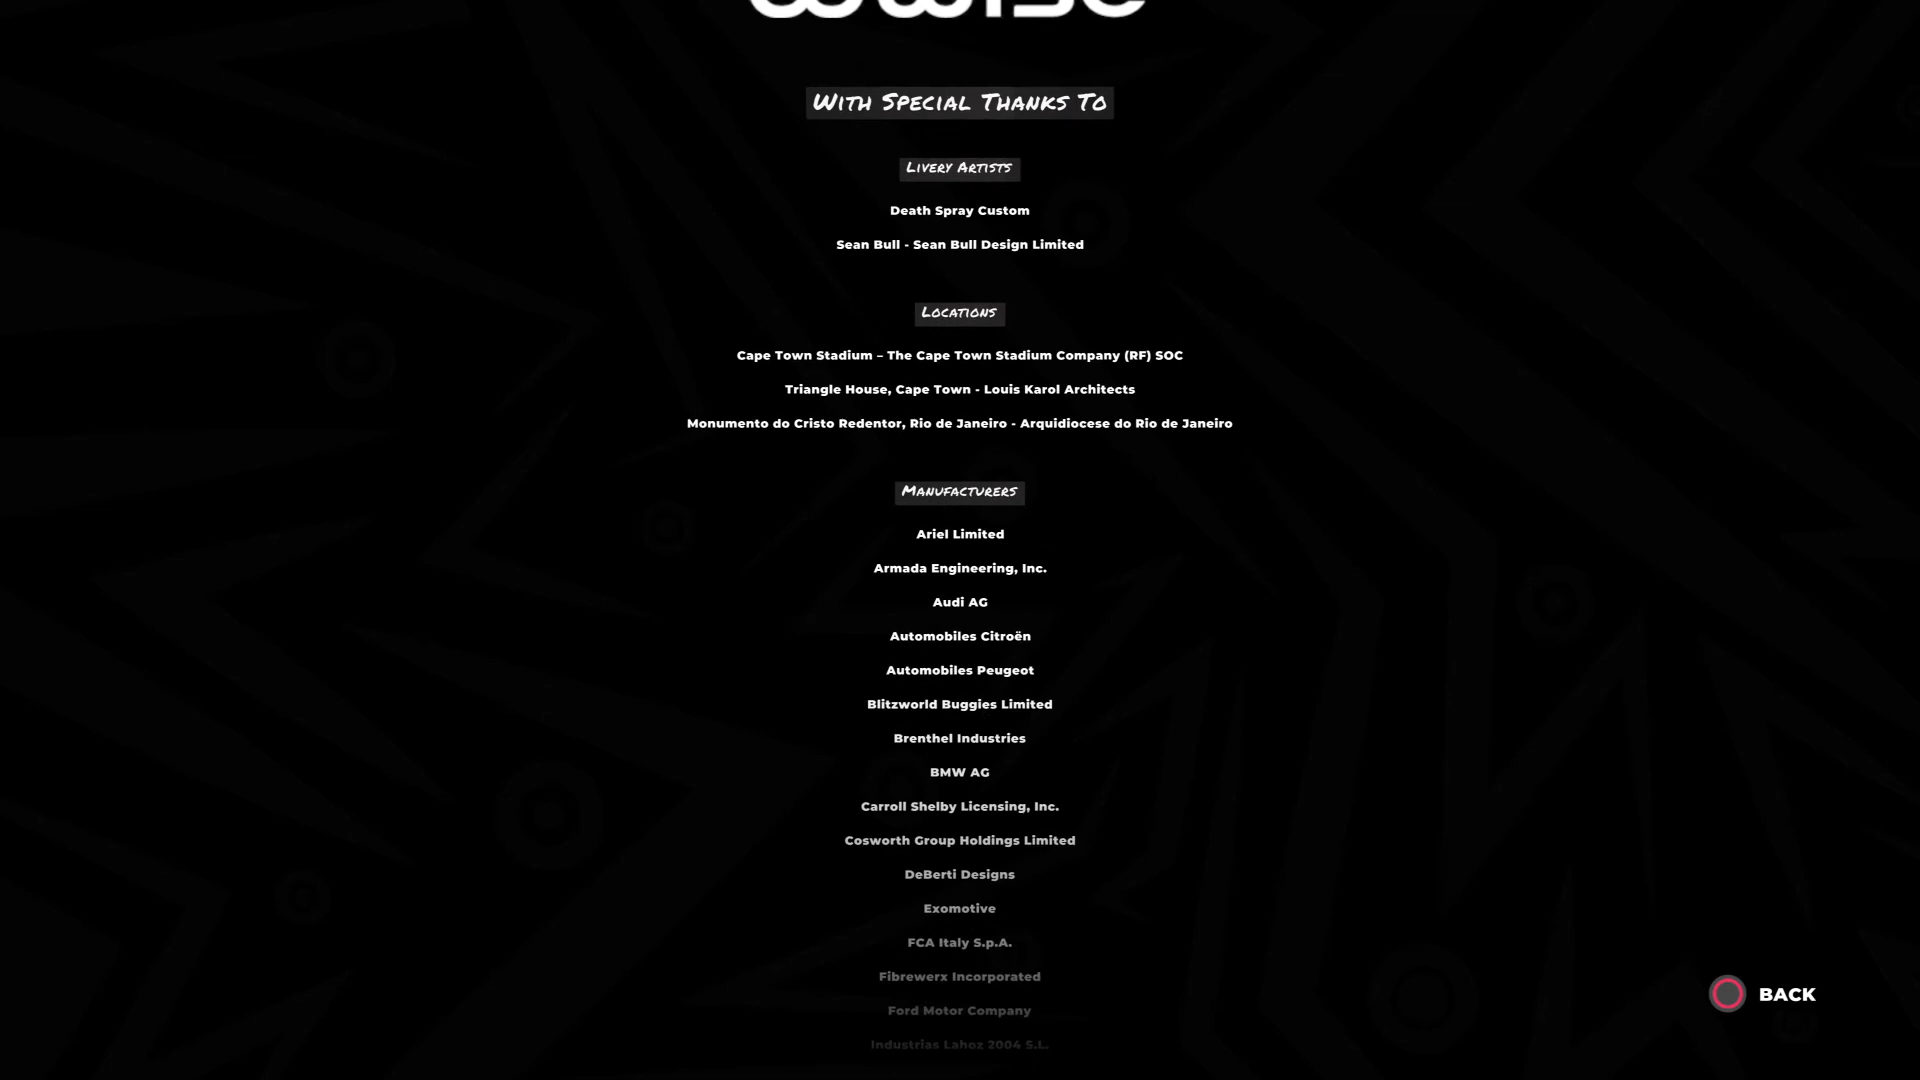 With Special Thanks To
Livery Artists
Death Spray Custom
Sean Bull - Sean Bull Design Limited
Locations
Cape Town Stadium – The Cape Town Stadium Company (RF) SOC
Triangle House, Cape Town - Louis Karol Architects
Monumento do Cristo Redentor, Rio de Janeiro - Arquidiocese do Rio de Janeiro
Manufacturers
Ariel Limited
Armada Engineering, Inc.
Audi AG
Automobiles Citroën
Automobiles Peugeot
Blitzworld Buggies Limited
Brenthel Industries
BMW AG
Carroll Shelby Licensing, Inc.
Cosworth Group Holdings Limited
DeBerti Designs
Exomotive
FCA Italy S.p.A.
Fibrewerx Incorporated
Ford Motor Company
Industrias Lahoz 2004 S.L.
BACK